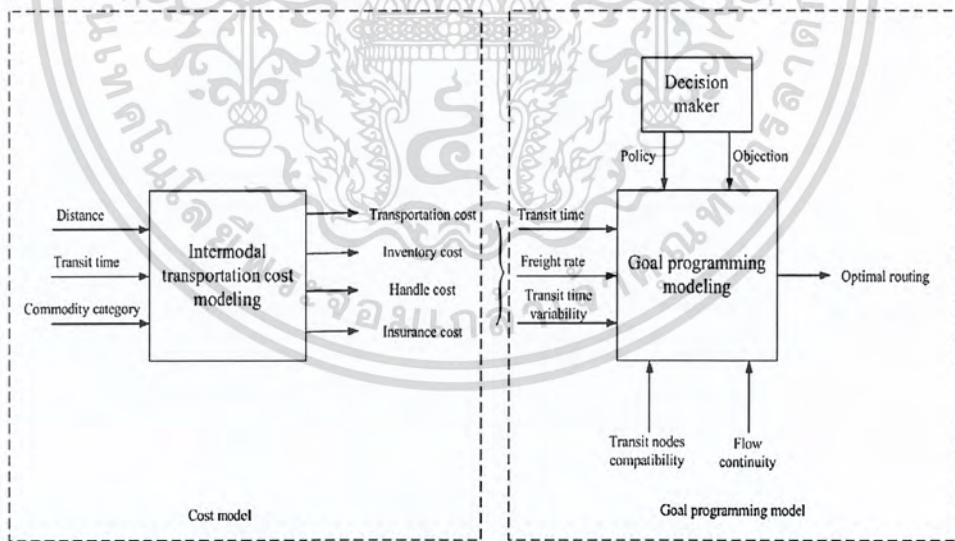 Decision
maker
Policy
Objection
Distance
Transit time
Commodity category
Intermodal
transportation cost
modeling
Transportation cost
Inventory cost
Handle cost
Insurance cost
Transit time
Freight rate
Transit time
variability
Goal programming
modeling
Optimal routing
Transit nodes
compatibility
Flow
continuity
Cost model
Goal programming model